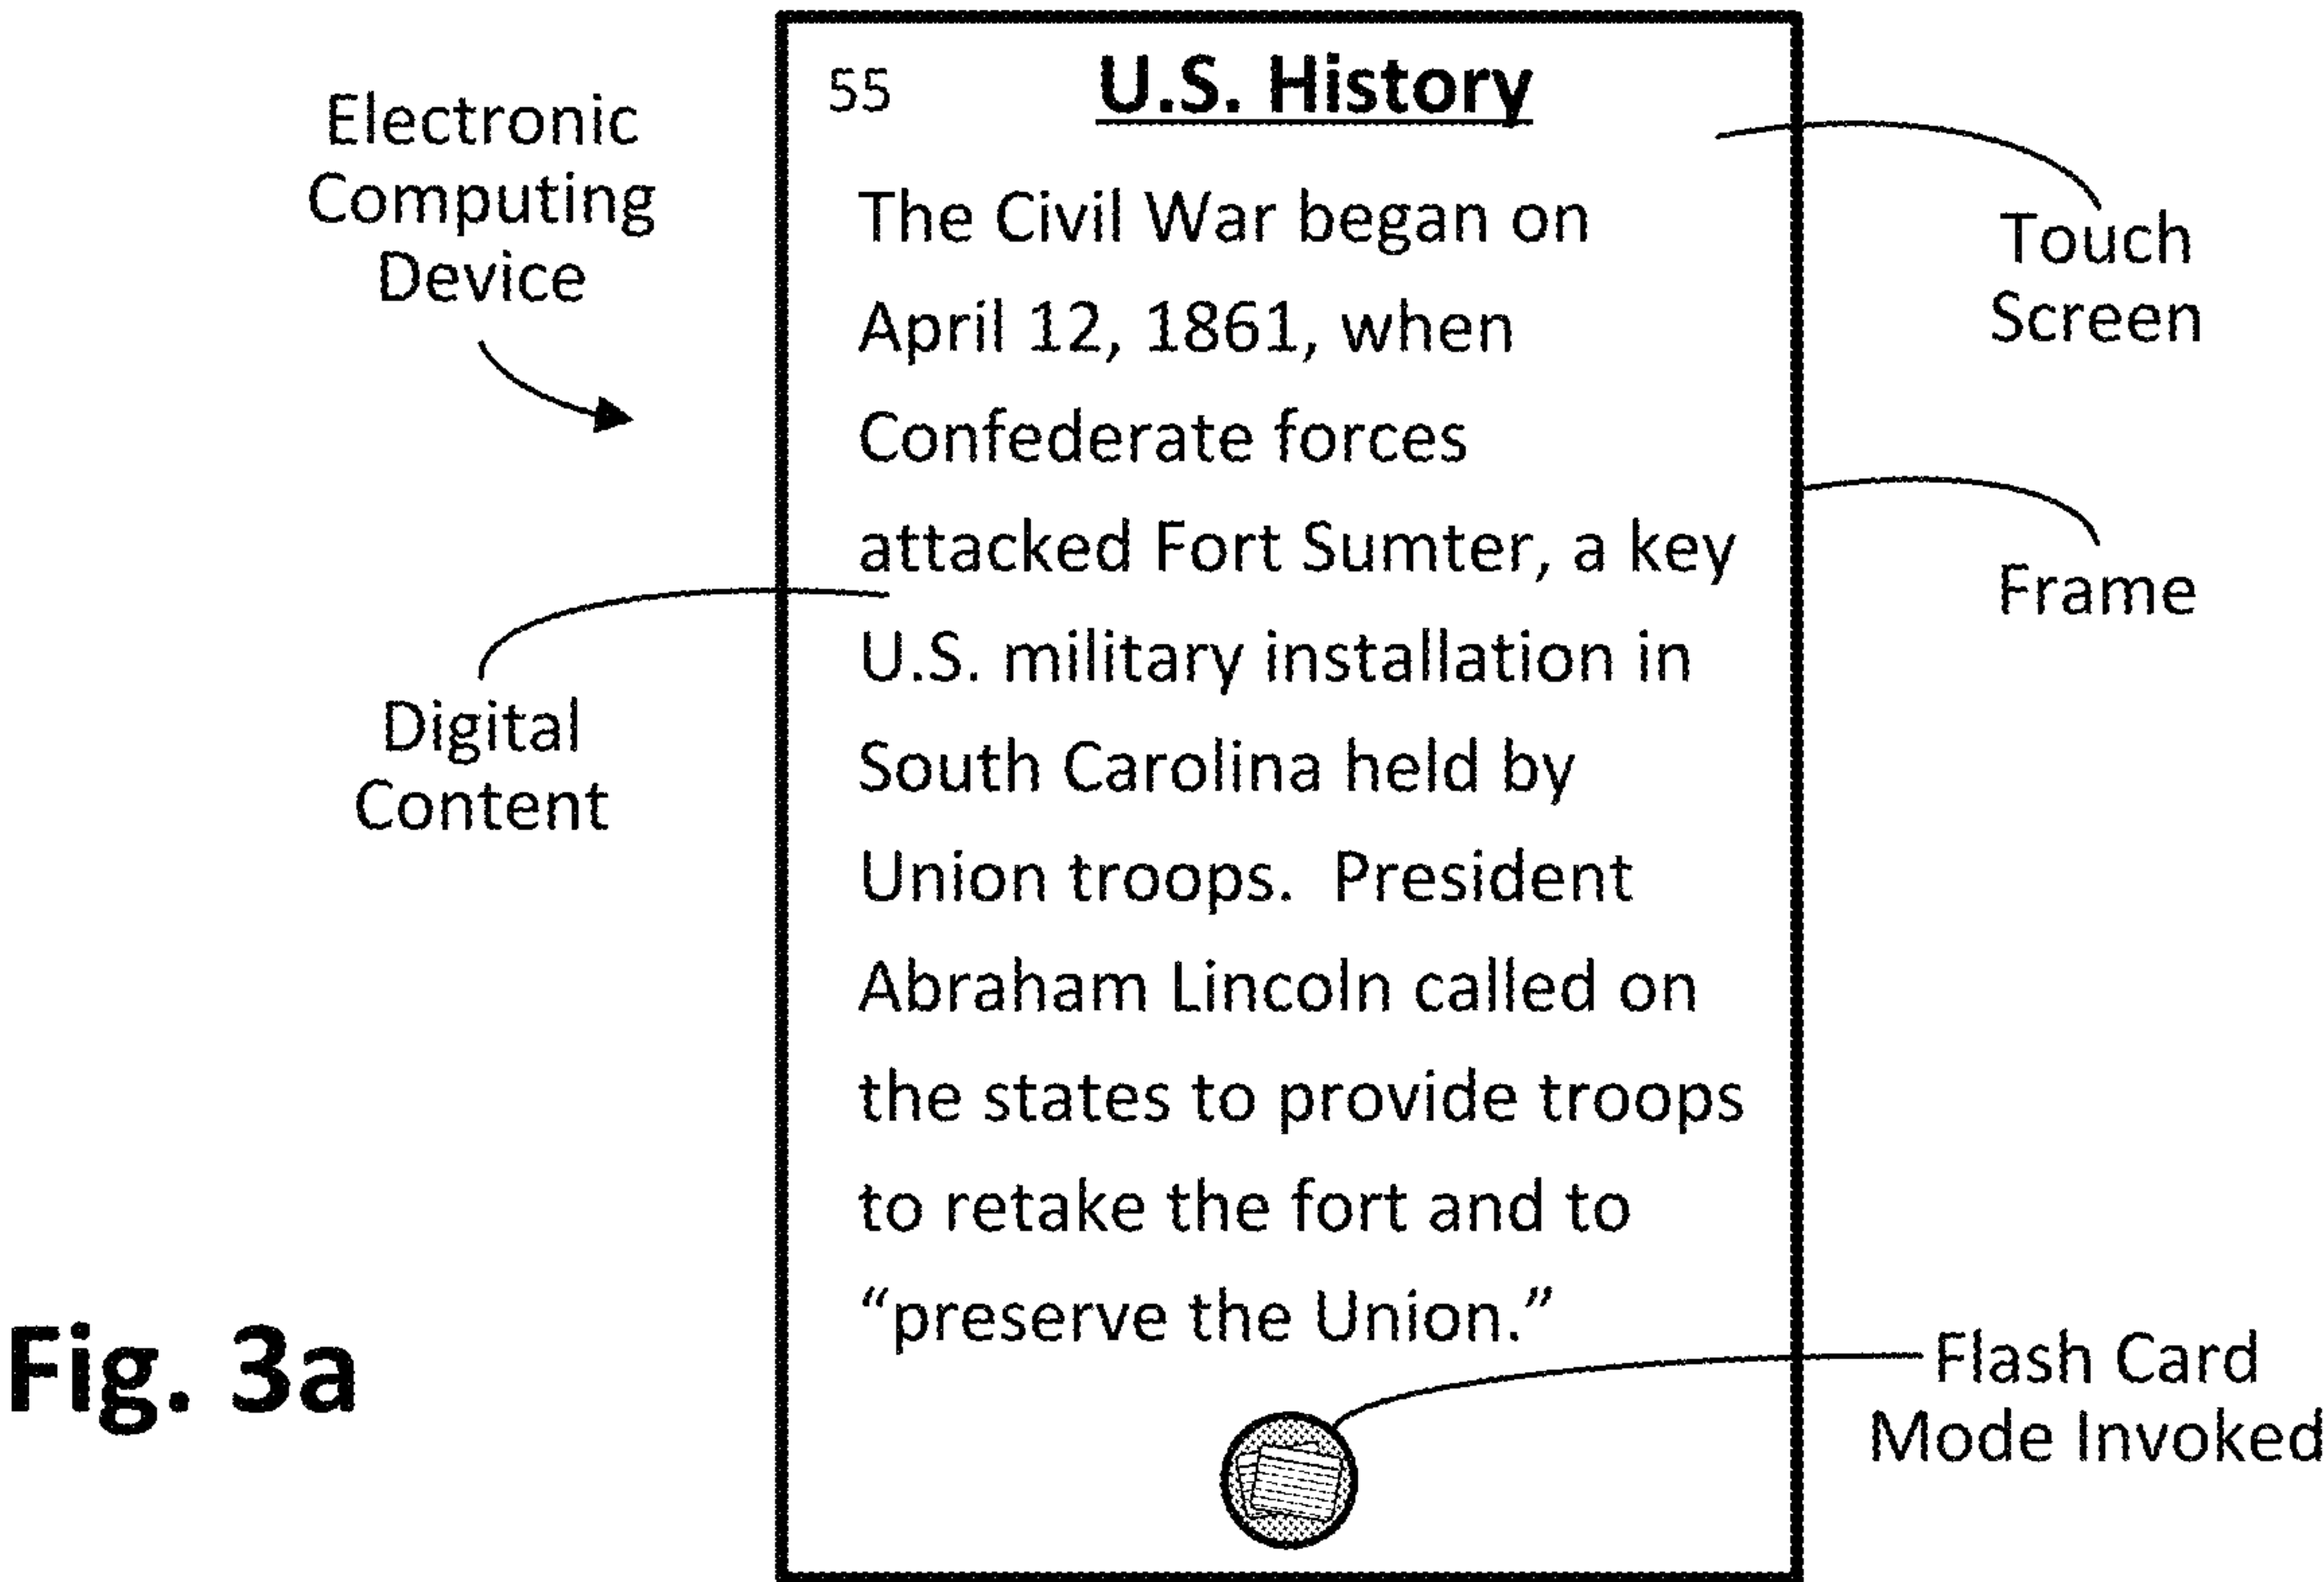 55
U.S. History
The Civil War began on
April 12, 1861, when
Confederate forces
attacked Fort Sumter, a key
U.S. military installation in
South Carolina held by
Union troops.  President
Abraham Lincoln called on
the states to provide troops
to retake the fort and to
“preserve the Union.”
Electronic
Computing
Device
Digital
Content
Touch
Screen
Frame
Flash Card
Mode Invoked
Fig. 3a